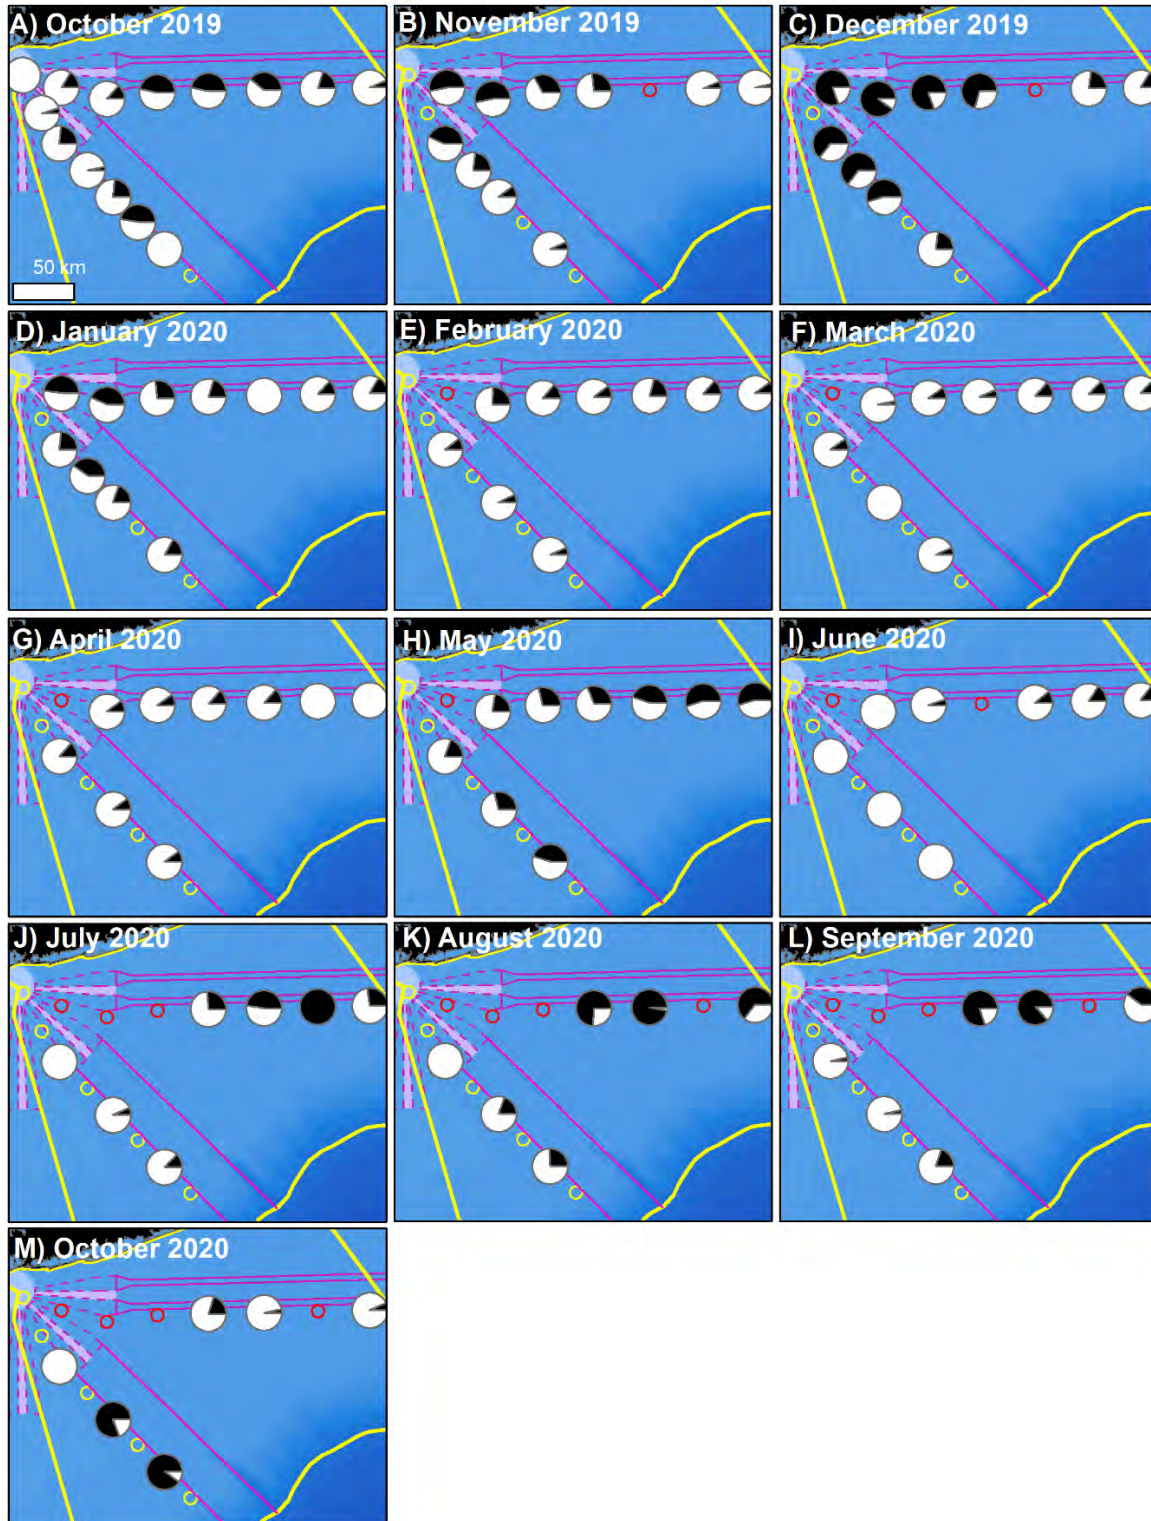 A) October 2019
B) November 2019
C) December 2019
50 km
D) January 2020
E) February 2020
F) March 2020
G) April 2020
H) May 2020
I) June 2020
J) July 2020
K) August 2020
L) September 2020
M) October 2020